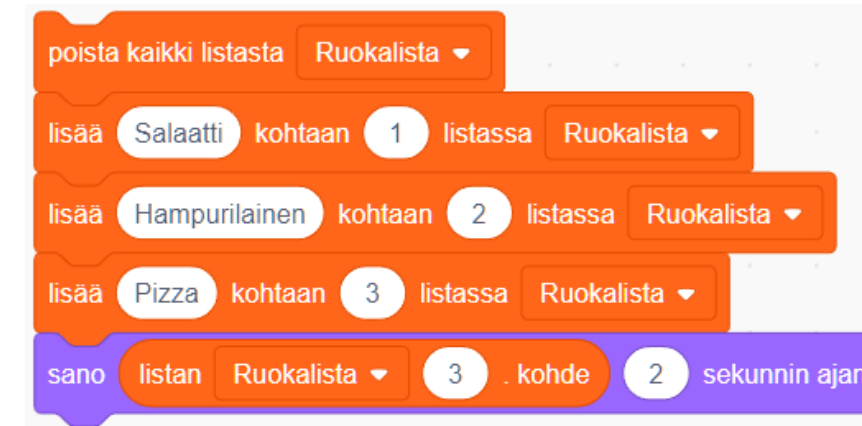 poista kaikki listasta Ruokalista
lisää Salaatti kohtaan 1 listassa Ruokalista
lisää Hampurilainen kohtaan 2 listassa Ruokalista
lisää Pizza kohtaan 3 listassa Ruokalista
sano listan Ruokalista 3 . kohde 2 sekunnin ajan